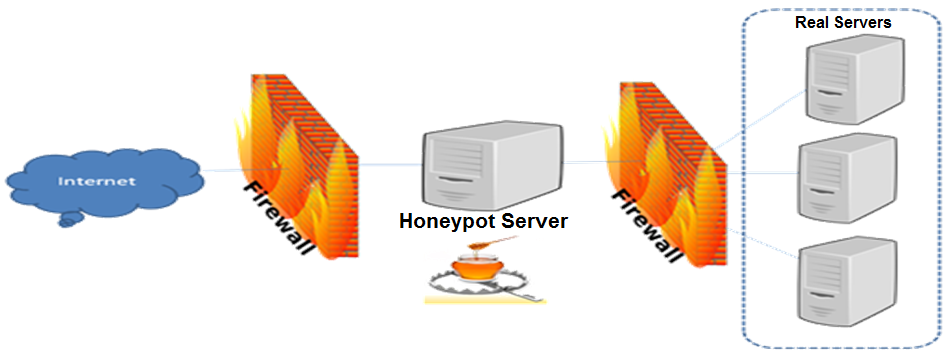 Real Servers
Internet
Firewall
Honeypot Server
Firewall